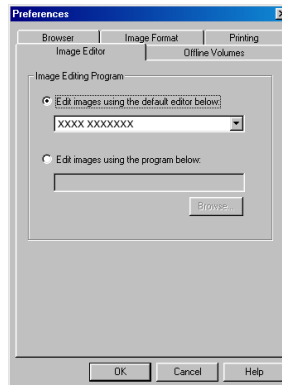 Preferences
Browser Image Format Printing
Image Editor Offline Volumes
Image Editing Program
Edit images using the default editor below:
XXXX XXXXXXX
Edit images using the program below:
Browse...
OK Cancel Help